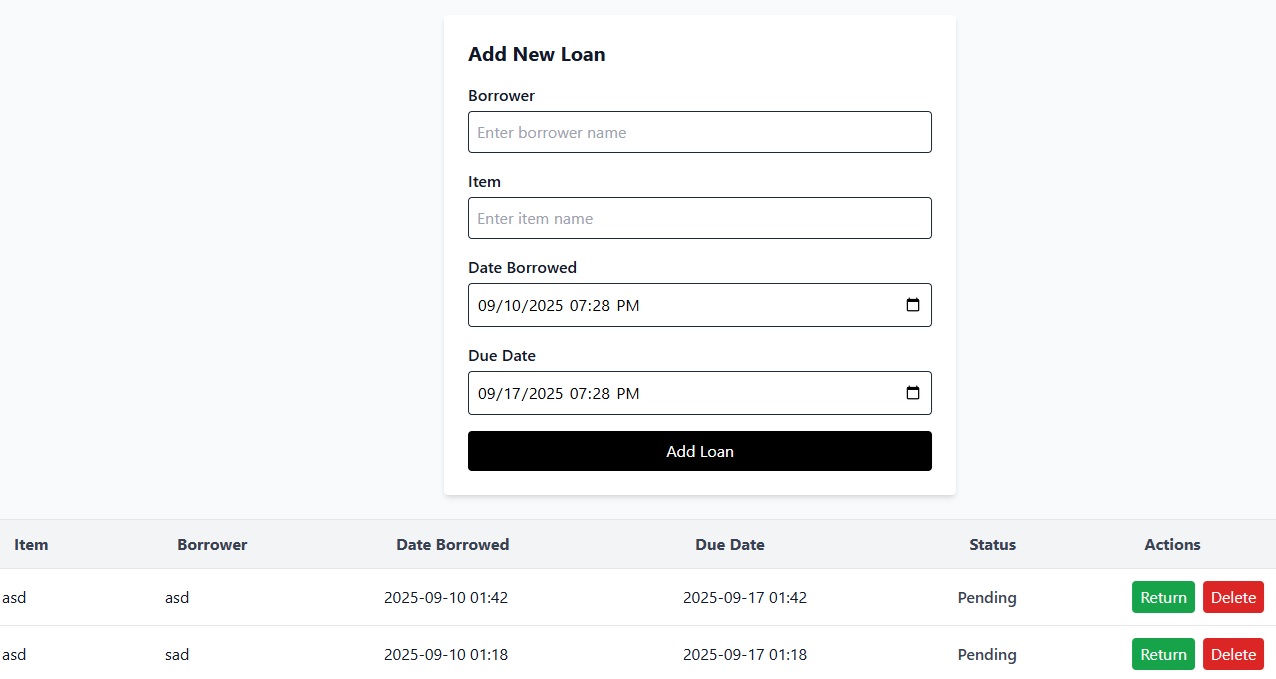 Add New Loan
Borrower
Enter borrower name
Item
Enter item name
Date Borrowed
09/10/2025 07:28 PM
Due Date
09/17/2025 07:28 PM
Add Loan
Item Borrower Date Borrowed Due Date Status Actions
asd asd 2025-09-10 01:42 2025-09-17 01:42 Pending Return Delete
asd sad 2025-09-10 01:18 2025-09-17 01:18 Pending Return Delete